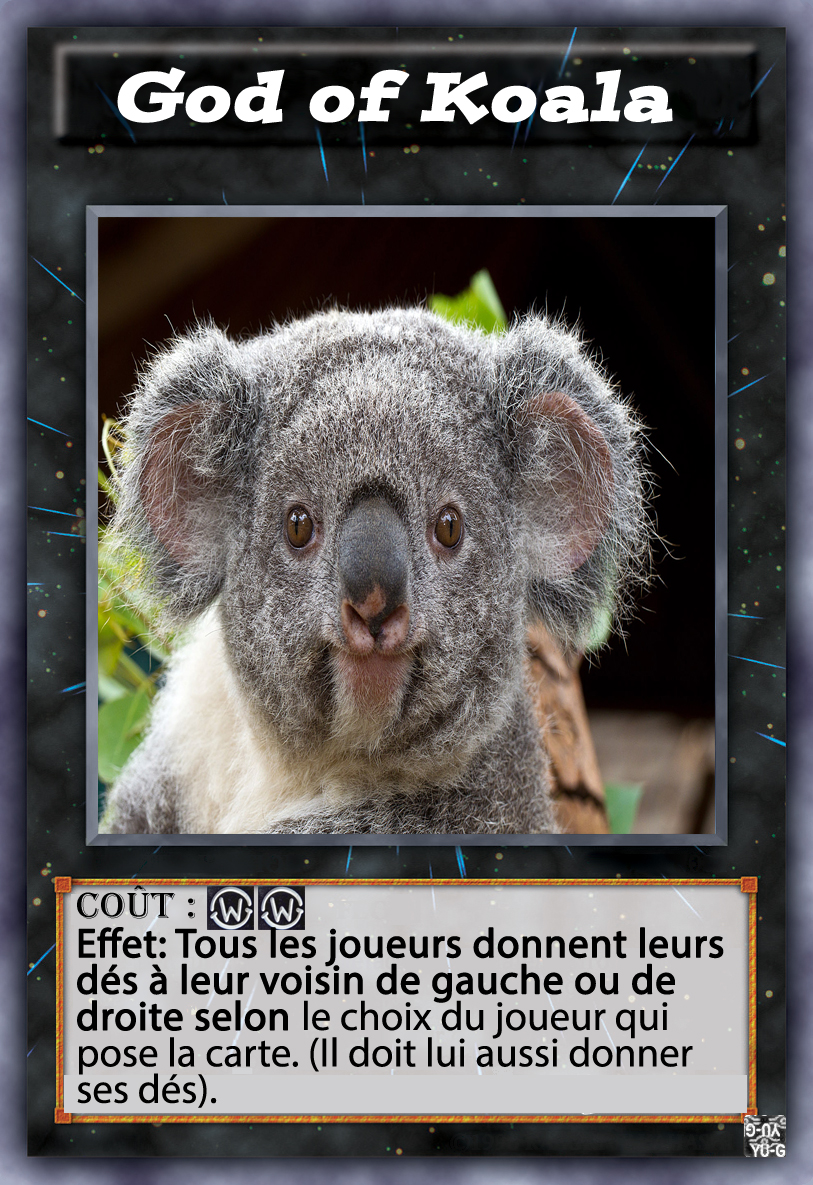 God of Koala
COÛT : W W
Effet: Tous les joueurs donnent leurs
dés à leur voisin de gauche ou de
droite selon le choix du joueur qui
pose la carte. (Il doit lui aussi donner
ses dés).
YU-G
YU-G